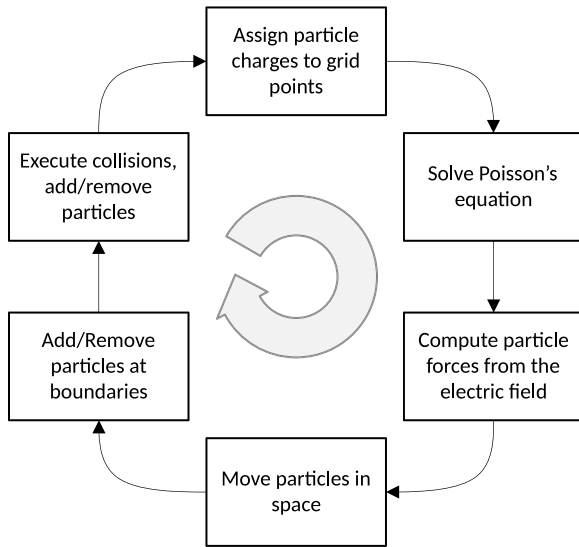 Assign particle
charges to grid
points
Solve Poisson's
equation
Compute particle
forces from the
electric field
Move particles in
space
Add/Remove
particles at
boundaries
Execute collisions,
add/remove
particles